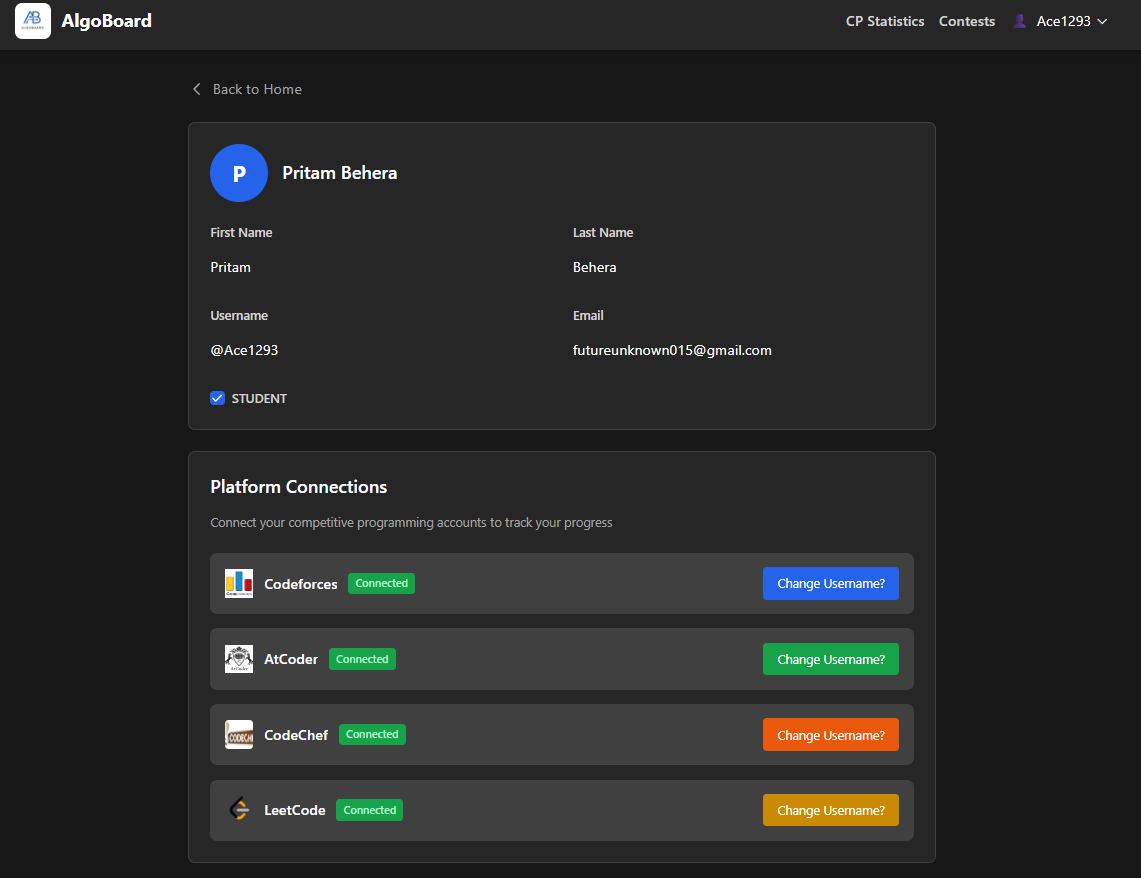 AlgoBoard
CP Statistics Contests Ace1293
Back to Home
P Pritam Behera
First Name Last Name
Pritam Behera
Username Email
@Ace1293 futureunknown015@gmail.com
STUDENT
Platform Connections
Connect your competitive programming accounts to track your progress
Codeforces Connected Change Username?
AtCoder Connected Change Username?
CodeChef Connected Change Username?
LeetCode Connected Change Username?